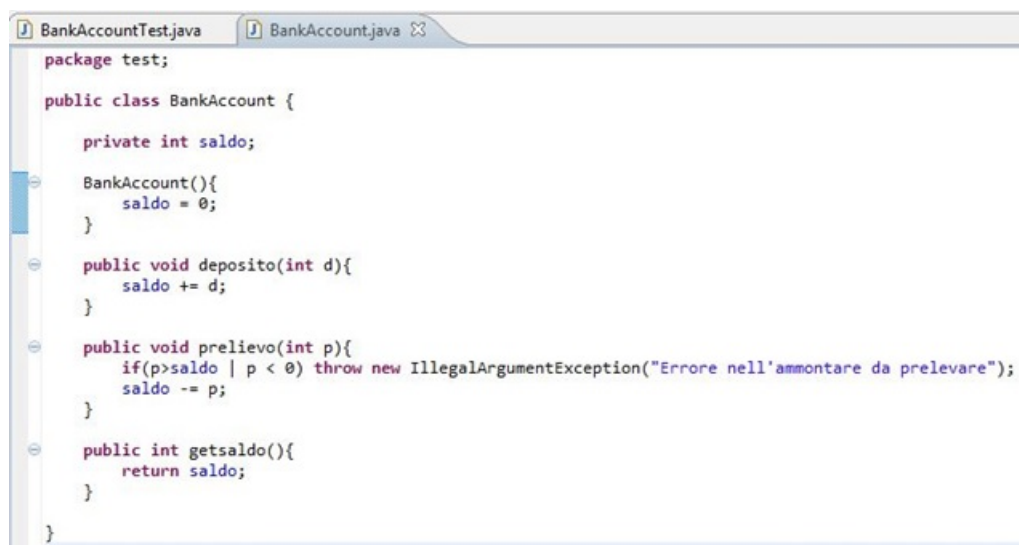 BankAccountTest.java BankAccount.java
package test;
public class BankAccount {
private int saldo;
BankAccount(){
saldo = 0;
}
public void deposito(int d){
saldo += d;
}
public void prelievo(int p){
if(p>saldo | p < 0) throw new IllegalArgumentException("Errore nell'ammontare da prelevare");
saldo -= p;
}
public int getsaldo(){
return saldo;
}
}